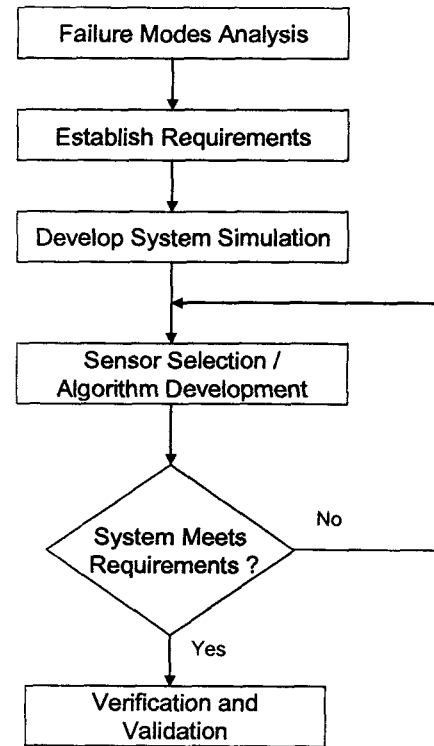 Failure Modes Analysis
Establish Requirements
Develop System Simulation
Sensor Selection /
Algorithm Development
System Meets
Requirements ?
No
Yes
Verification and
Validation